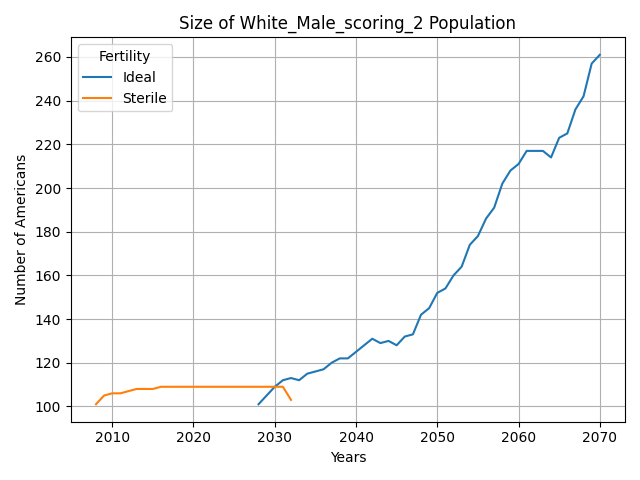 Size of White_Male_scoring_2 Population
Fertility
Ideal
Sterile
Number of Americans
260
240
220
200
180
160
140
120
100
2010 2020 2030 2040 2050 2060 2070
Years